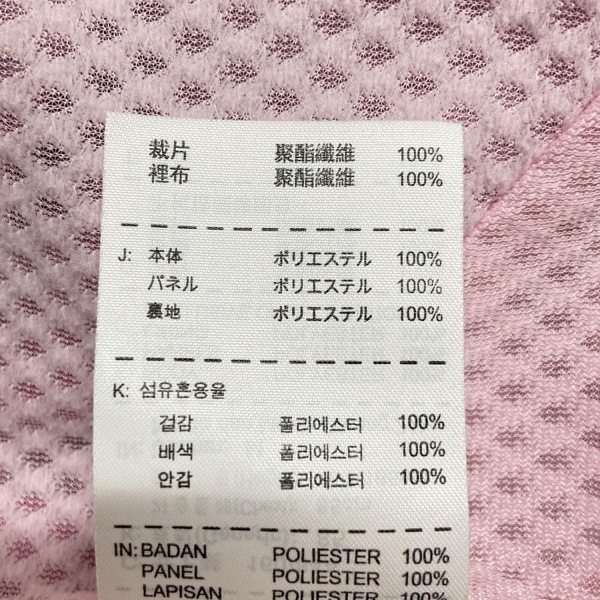 裁片 聚酯纖維 100%
裡布 聚酯纖維 100%
J: 本体 ポリエステル 100%
パネル ポリエステル 100%
裏地 ポリエステル 100%
K: 섬유혼용율
걸감 폴리에스터 100%
배색 폴리에스터 100%
안감 폴리에스터 100%
IN: BADAN POLIESTER 100%
PANEL POLIESTER 100%
LAPISAN POLIESTER 100%